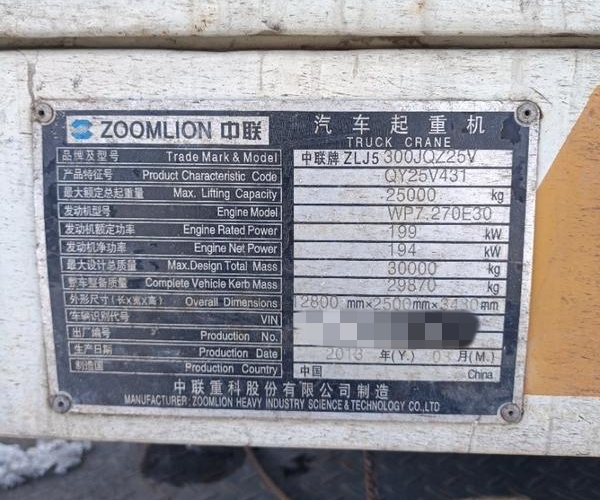 ZOOMLION 中联 汽车起重机
TRUCK CRANE
品牌及型号 Trade Mark & Model 中联牌 ZLJ5300JQZ25V
产品特征号 Product Characteristic Code QY25V431
最大额定总起重量 Max. Lifting Capacity 25000 kg
发动机型号 Engine Model WP7.270E30
发动机额定功率 Engine Rated Power 199 kW
发动机净功率 Engine Net Power 194 kW
最大设计总质量 Max.Design Total Mass 30000 kg
整车整备质量 Complete Vehicle Kerb Mass 29870 kg
外形尺寸(长X宽X高) Overall Dimensions 12800 mm×2500mm×3430mm
车辆识别代号 VIN
出厂编号 Production No.
生产日期 Production Date 2013 年(Y.) 月(M.)
制造国 Production Country 中国 China
中联重科股份有限公司制造
MANUFACTURER: ZOOMLION HEAVY INDUSTRY SCIENCE & TECHNOLOGY CO.,LTD